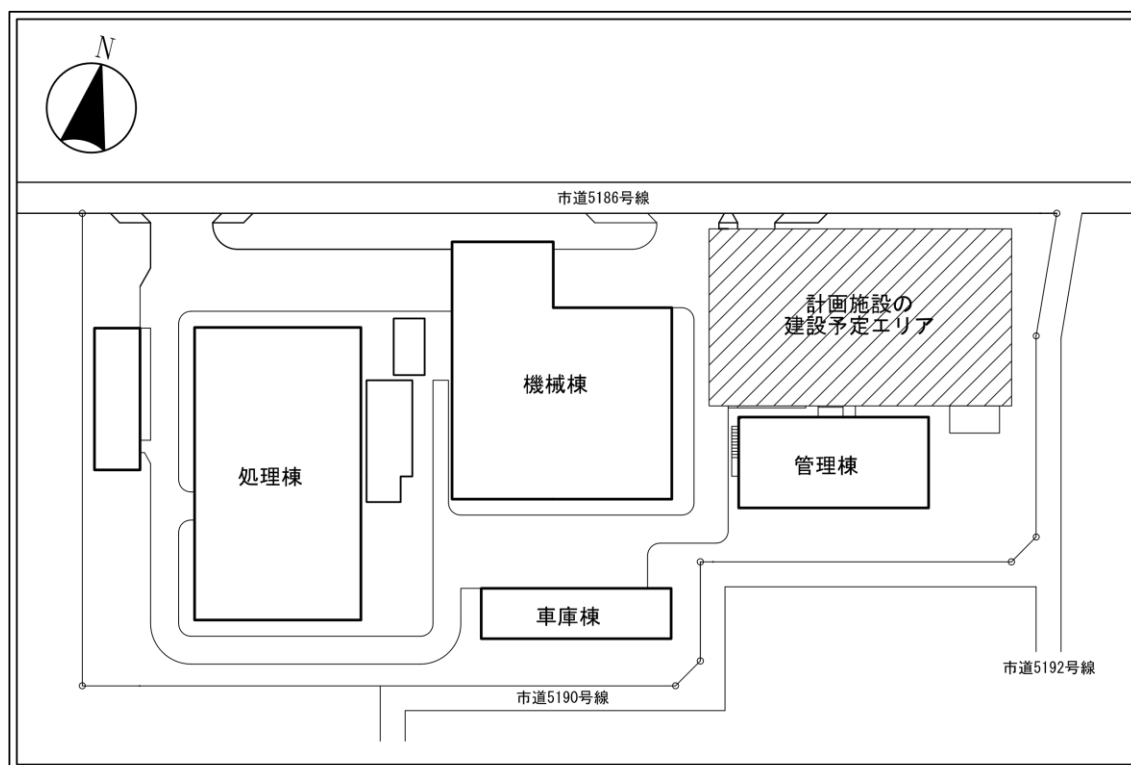 N
市道5186号線
計画施設の
建設予定エリア
機械棟
処理棟
管理棟
車庫棟
市道5192号線
市道5190号線